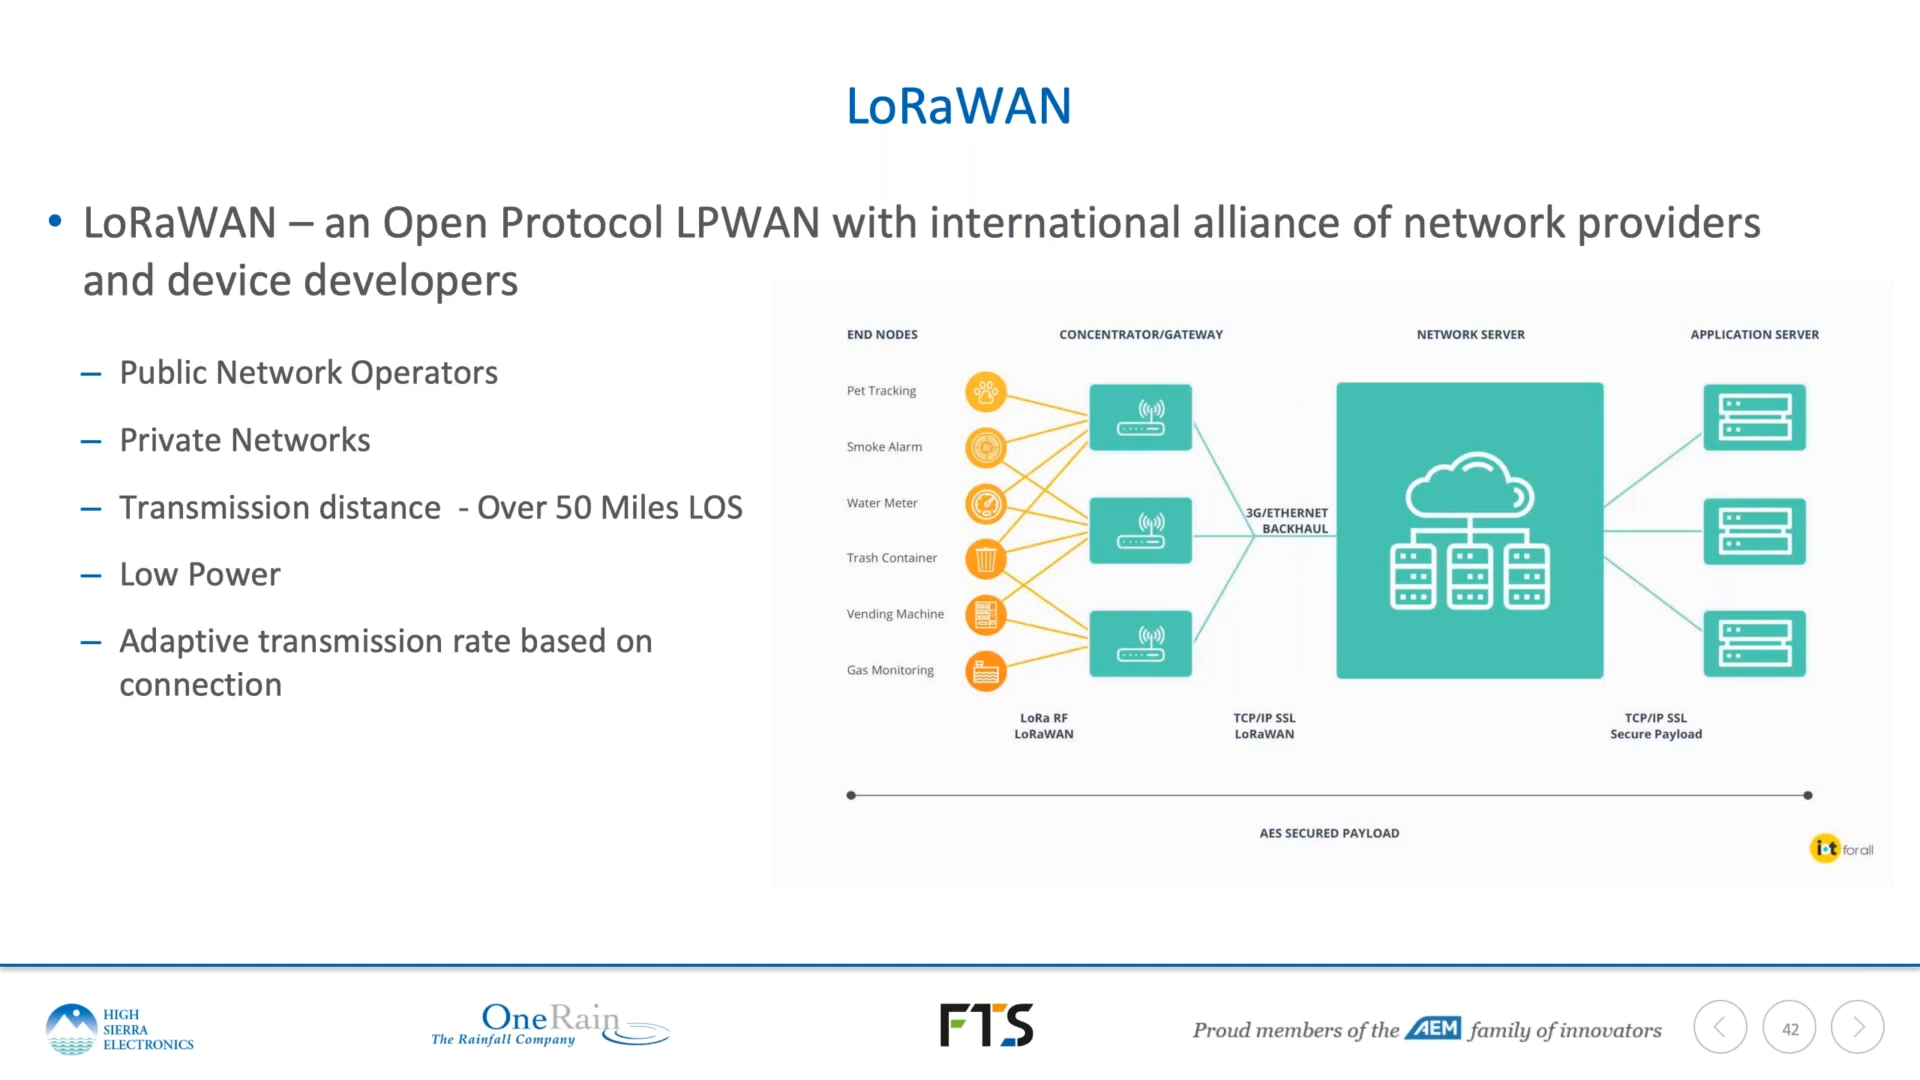 LoRaWAN
• LoRaWAN – an Open Protocol LPWAN with international alliance of network providers
and device developers
– Public Network Operators
– Private Networks
– Transmission distance - Over 50 Miles LOS
– Low Power
– Adaptive transmission rate based on
connection
END NODES
CONCENTRATOR/GATEWAY
NETWORK SERVER
APPLICATION SERVER
Pet Tracking
Smoke Alarm
Water Meter
Trash Container
Vending Machine
Gas Monitoring
3G/ETHERNET
BACKHAUL
LoRa RF
LoRaWAN
TCP/IP SSL
LoRaWAN
TCP/IP SSL
Secure Payload
AES SECURED PAYLOAD
iot for all
HIGH
SIERRA
ELECTRONICS
OneRain
The Rainfall Company
FTS
Proud members of the AEM family of innovators
42